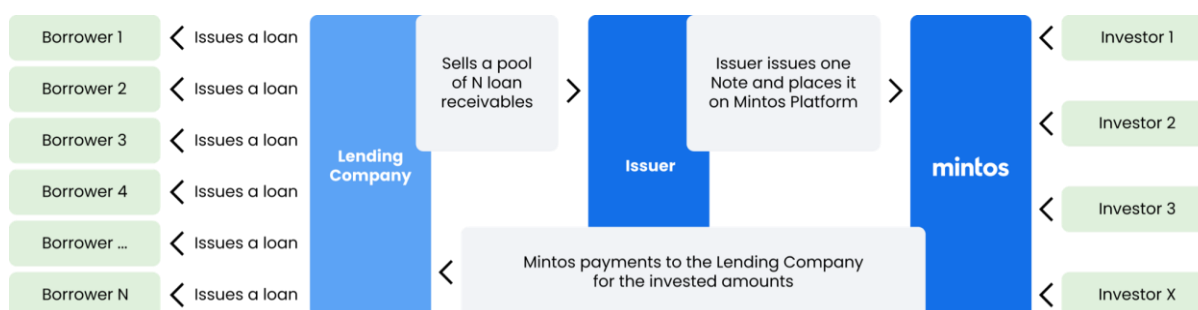 Borrower 1
Issues a loan
Borrower 2
Issues a loan
Borrower 3
Issues a loan
Borrower 4
Issues a loan
Borrower ...
Issues a loan
Borrower N
Issues a loan
Lending
Company
Sells a pool
of N loan
receivables
Issuer
Issuer issues one
Note and places it
on Mintos Platform
mintos
Mintos payments to the Lending Company
for the invested amounts
Investor 1
Investor 2
Investor 3
Investor X